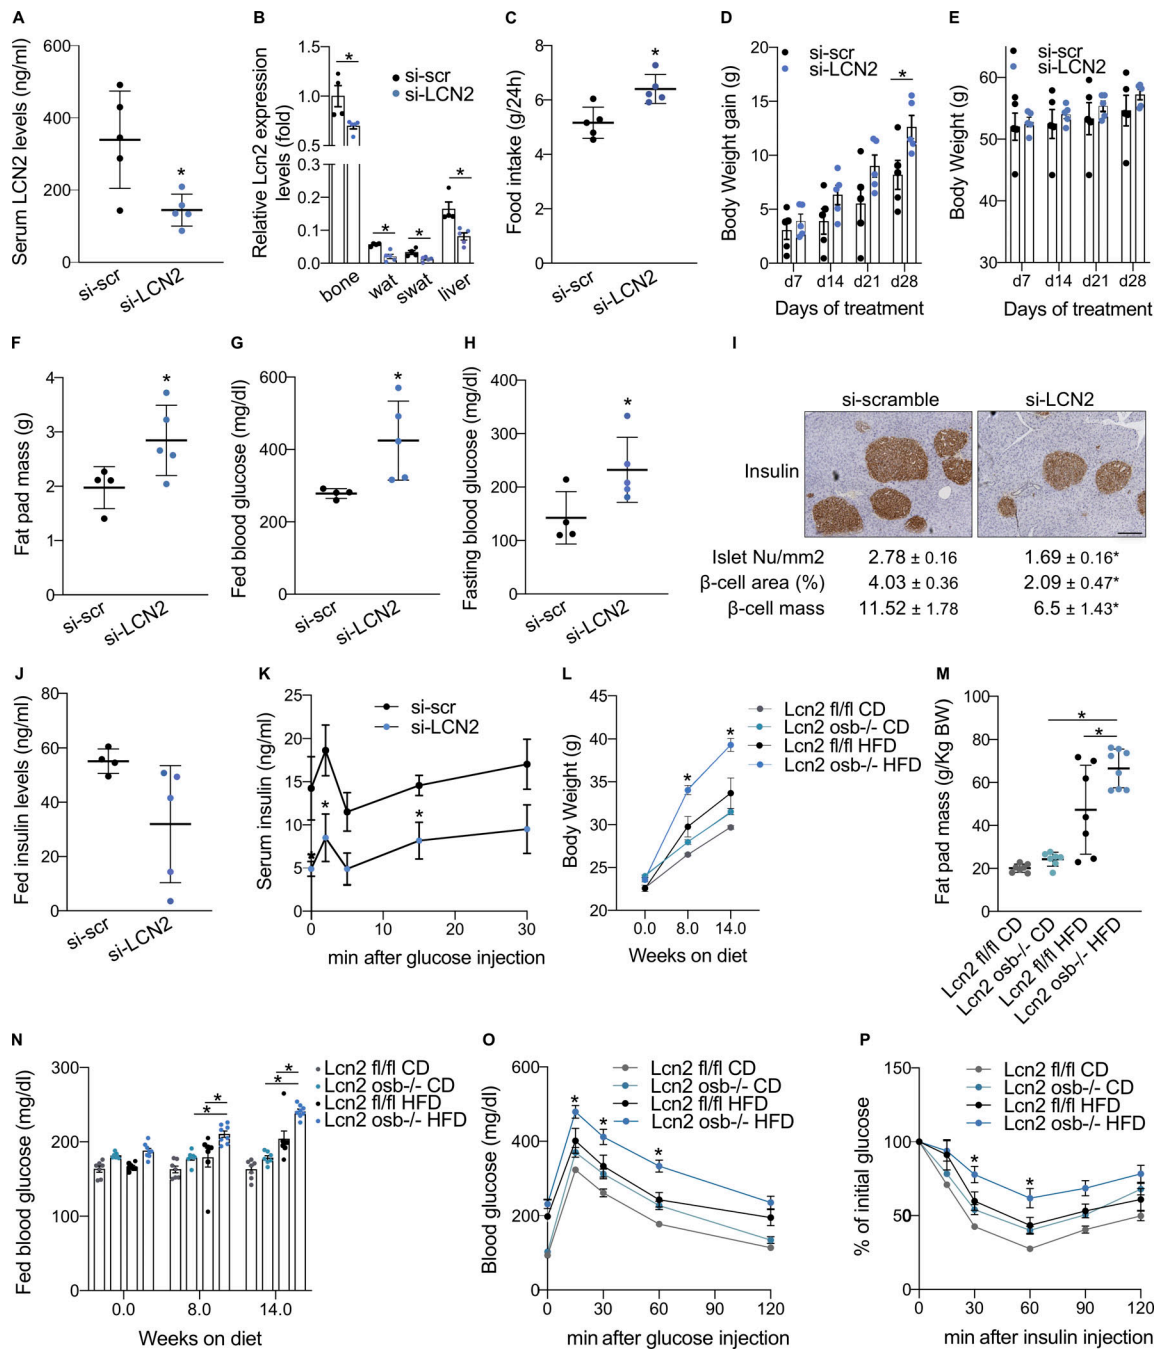 A
Serum LCN2 levels (ng/ml)
600
400
200
0
*
si-scr
si-LCN2
B
Relative Lcn2 expression
levels (fold)
1.5
1.0
0.5
0.3
0.2
0.1
0.0
* * * *
si-scr
si-LCN2
bone
wat
swat
liver
C
Food intake (g/24h)
8
6
4
2
0
*
si-scr
si-LCN2
D
Body Weight gain (g)
20
15
10
5
0
si-scr
si-LCN2
*
d7 d14 d21 d28
Days of treatment
E
Body Weight (g)
60
50
40
30
si-scr
si-LCN2
d7 d14 d21 d28
Days of treatment
F
Fat pad mass (g)
4
3
2
1
0
*
si-scr
si-LCN2
G
Fed blood glucose (mg/dl)
600
400
200
0
*
si-scr
si-LCN2
H
Fasting blood glucose (mg/dl)
400
300
200
100
0
*
si-scr
si-LCN2
I
si-scramble si-LCN2
Insulin
Islet Nu/mm2 2.78 ± 0.16 1.69 ± 0.16*
β-cell area (%) 4.03 ± 0.36 2.09 ± 0.47*
β-cell mass 11.52 ± 1.78 6.5 ± 1.43*
J
Fed insulin levels (ng/ml)
80
60
40
20
0
si-scr
si-LCN2
K
Serum insulin (ng/ml)
25
20
15
10
5
0
si-scr
si-LCN2
* * *
0 10 20 30
min after glucose injection
L
Body Weight (g)
45
40
35
30
25
20
Lcn2 fl/fl CD
Lcn2 osb-/- CD
Lcn2 fl/fl HFD
Lcn2 osb-/- HFD
* *
0.0 8.0 14.0
Weeks on diet
M
Fat pad mass (g/Kg BW)
100
80
60
40
20
0
*
*
Lcn2 fl/fl CD
Lcn2 osb-/- CD
Lcn2 fl/fl HFD
Lcn2 osb-/- HFD
N
Fed blood glucose (mg/dl)
300
200
100
0
Lcn2 fl/fl CD
Lcn2 osb-/- CD
Lcn2 fl/fl HFD
Lcn2 osb-/- HFD
* * * *
0.0 8.0 14.0
Weeks on diet
O
Blood glucose (mg/dl)
600
400
200
0
Lcn2 fl/fl CD
Lcn2 osb-/- CD
Lcn2 fl/fl HFD
Lcn2 osb-/- HFD
* * *
0 30 60 90 120
min after glucose injection
P
% of initial glucose
150
100
50
0
Lcn2 fl/fl CD
Lcn2 osb-/- CD
Lcn2 fl/fl HFD
Lcn2 osb-/- HFD
* *
0 30 60 90 120
min after insulin injection